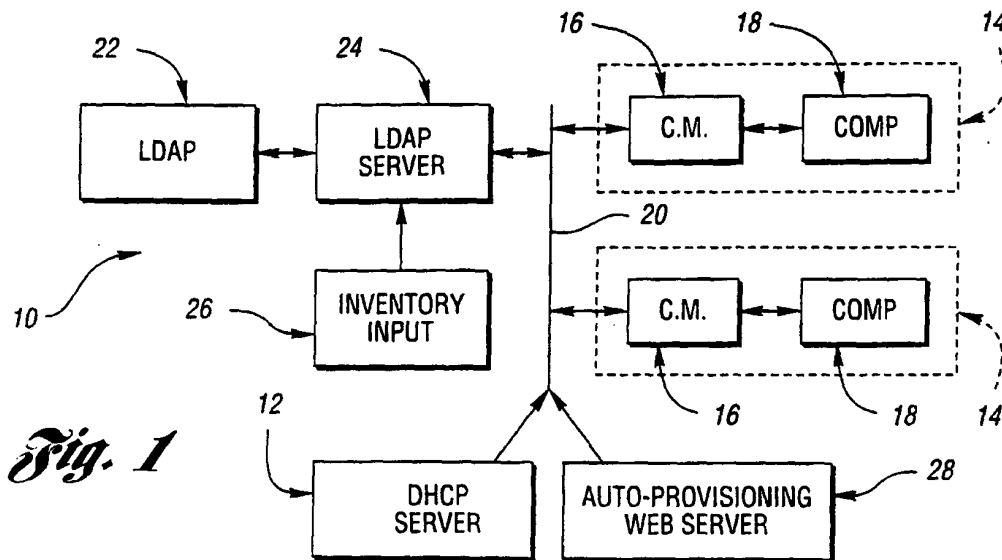 22
24
16
18
14
LDAP
LDAP
SERVER
C.M.
COMP
20
10
26
INVENTORY
INPUT
C.M.
COMP
16
18
14
12
Fig. 1
DHCP
SERVER
AUTO-PROVISIONING
WEB SERVER
28